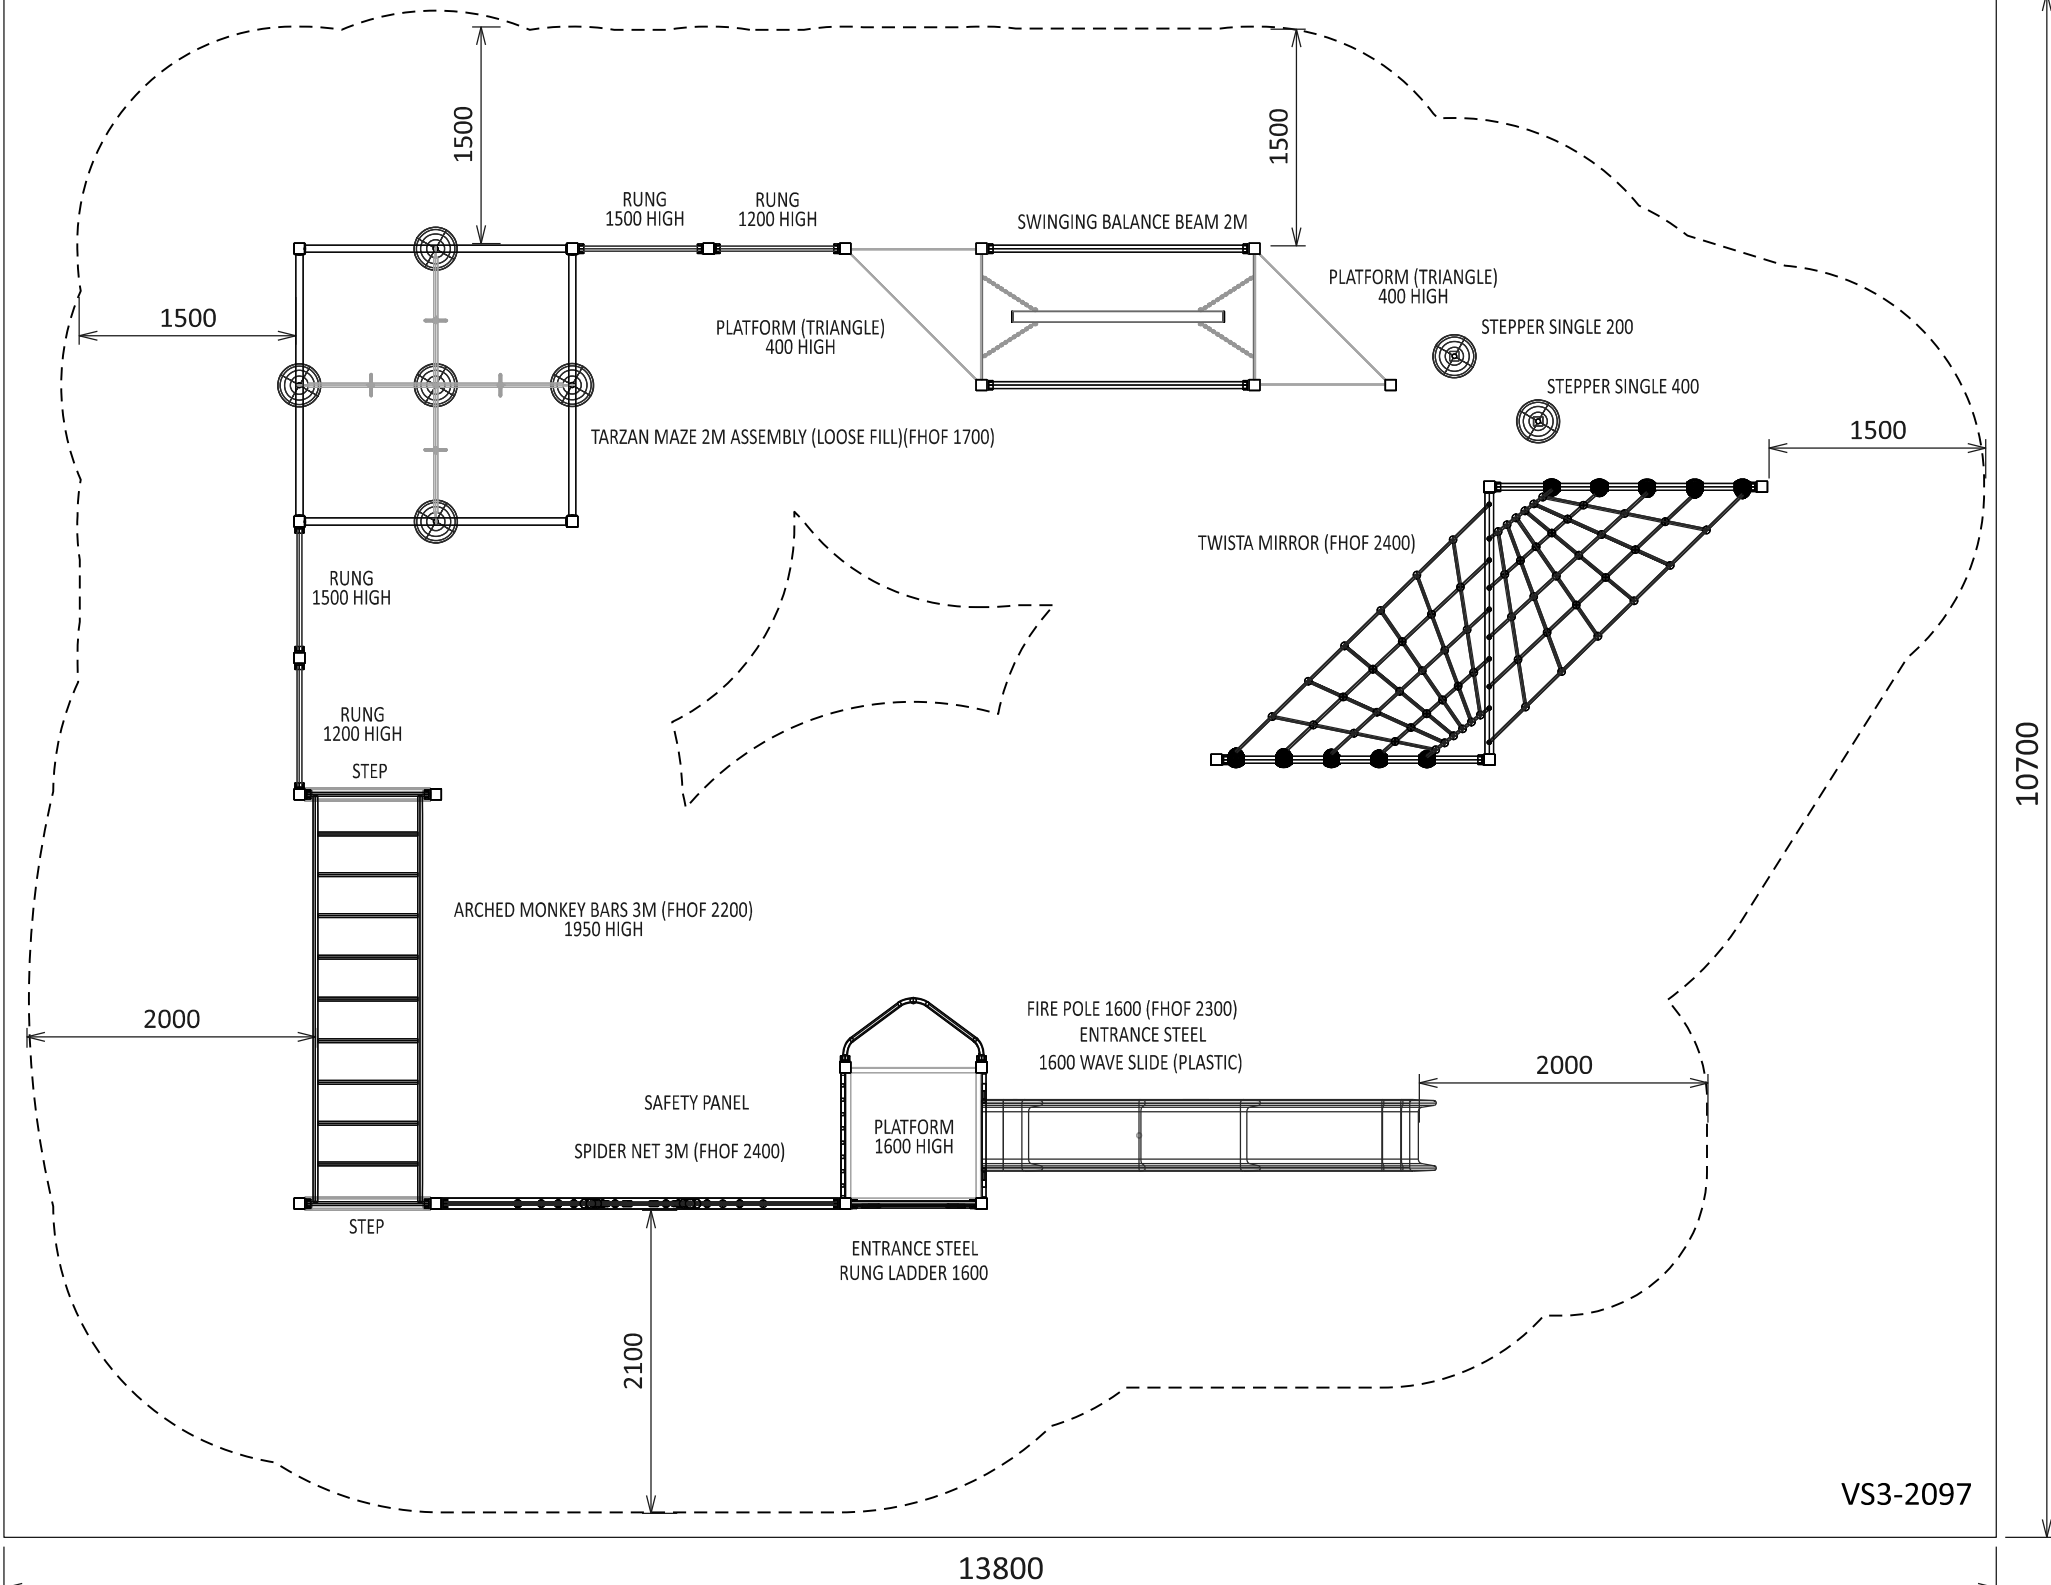 1500
1500
RUNG
1500 HIGH
RUNG
1200 HIGH
SWINGING BALANCE BEAM 2M
PLATFORM (TRIANGLE)
400 HIGH
1500
PLATFORM (TRIANGLE)
400 HIGH
STEPPER SINGLE 200
STEPPER SINGLE 400
1500
TARZAN MAZE 2M ASSEMBLY (LOOSE FILL)(FHOF 1700)
TWISTA MIRROR (FHOF 2400)
RUNG
1500 HIGH
RUNG
1200 HIGH
STEP
10700
ARCHED MONKEY BARS 3M (FHOF 2200)
1950 HIGH
2000
FIRE POLE 1600 (FHOF 2300)
ENTRANCE STEEL
1600 WAVE SLIDE (PLASTIC)
2000
SAFETY PANEL
PLATFORM
1600 HIGH
SPIDER NET 3M (FHOF 2400)
STEP
ENTRANCE STEEL
RUNG LADDER 1600
2100
VS3-2097
13800